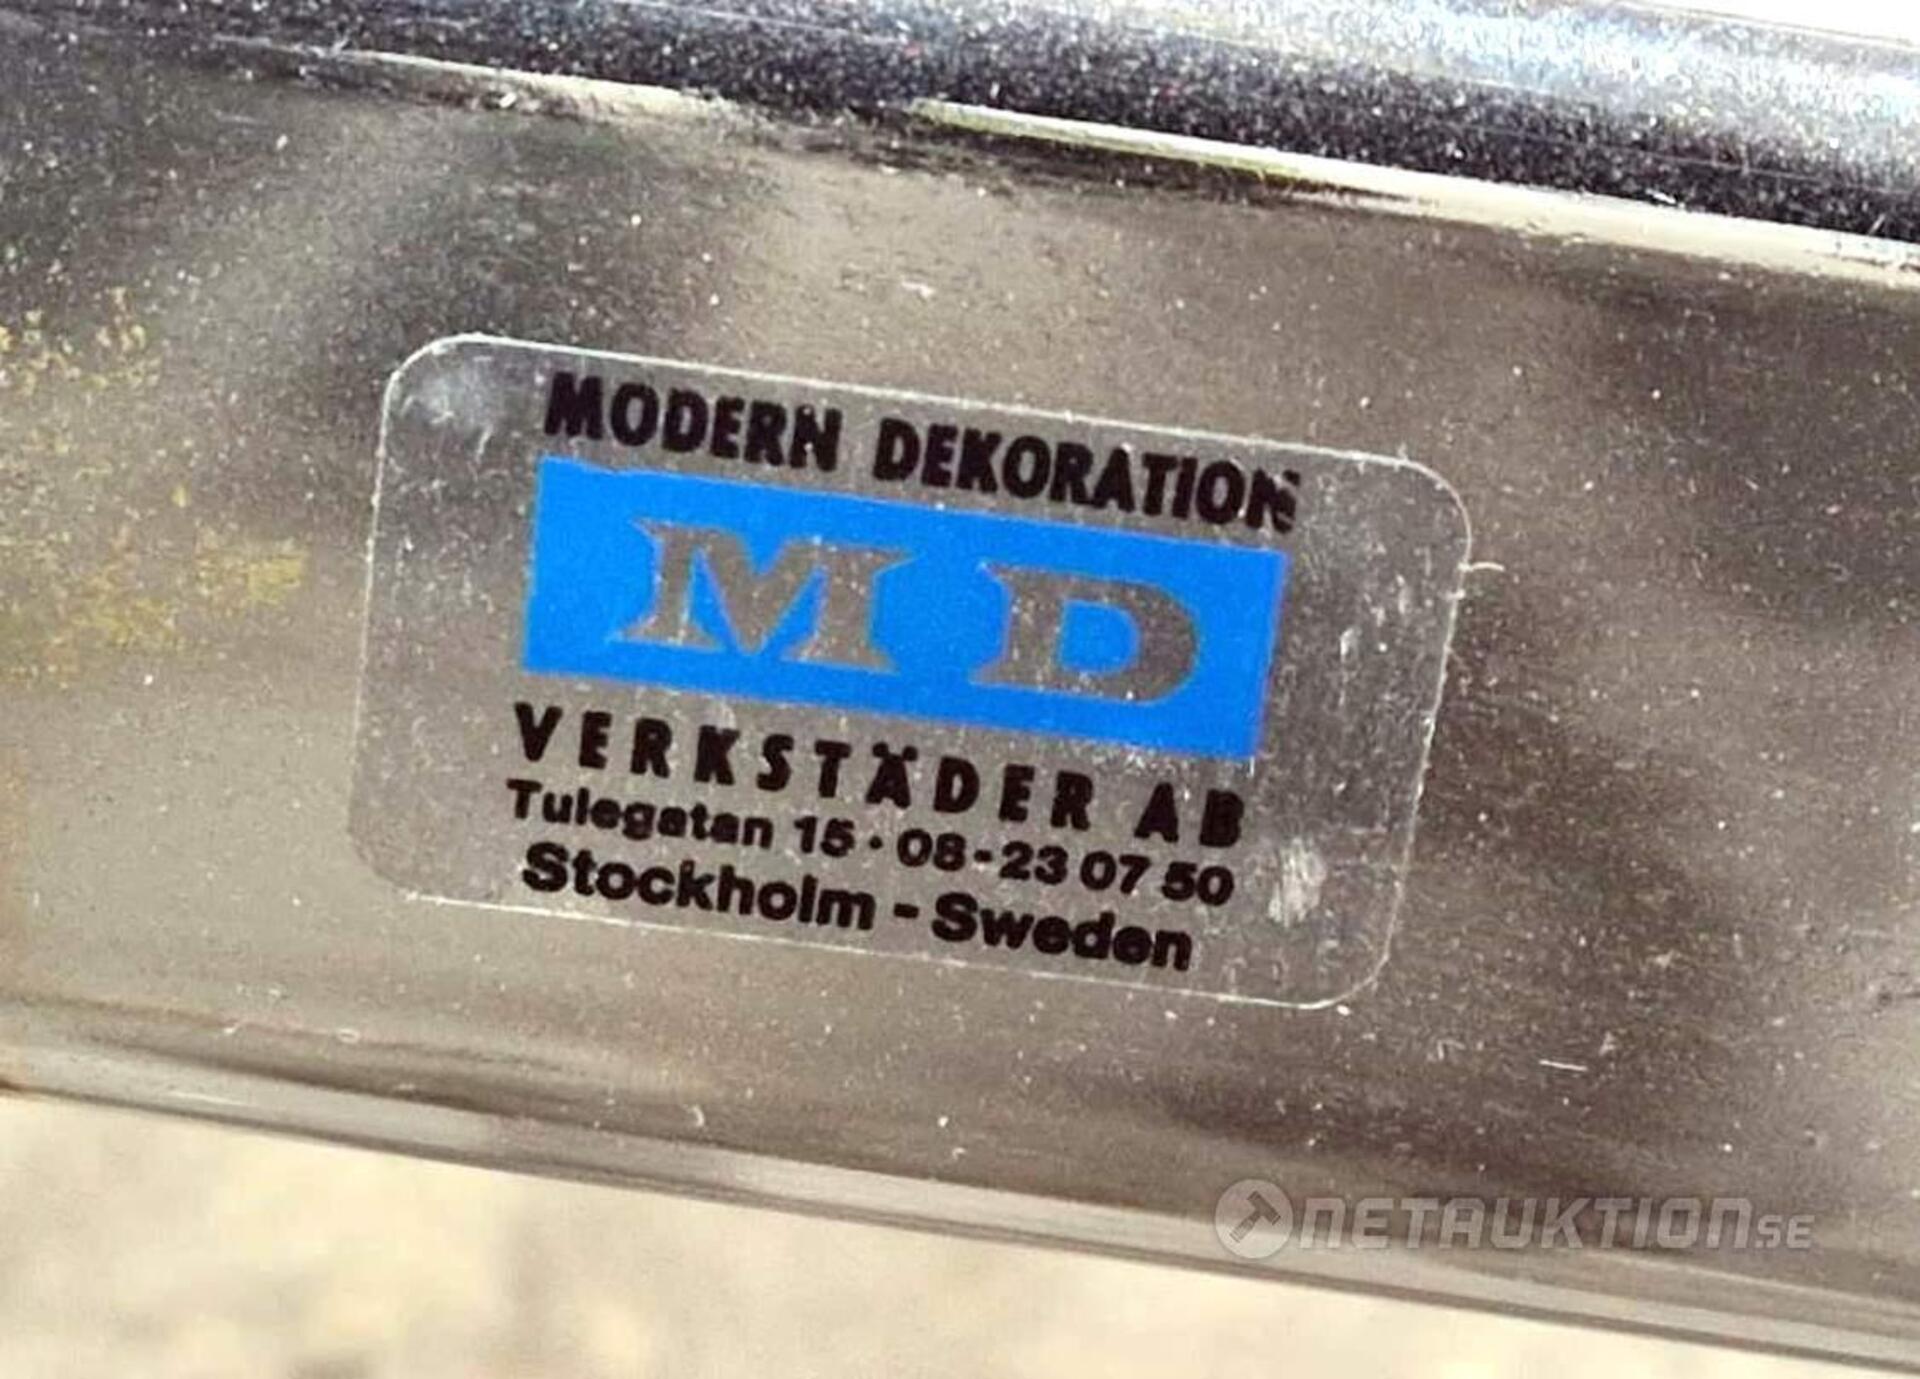 MODERN DEKORATION
MD
VERKSTÄDER AB
Tulegatan 15 · 08-23 07 50
Stockholm - Sweden
NETAUKTION.SE